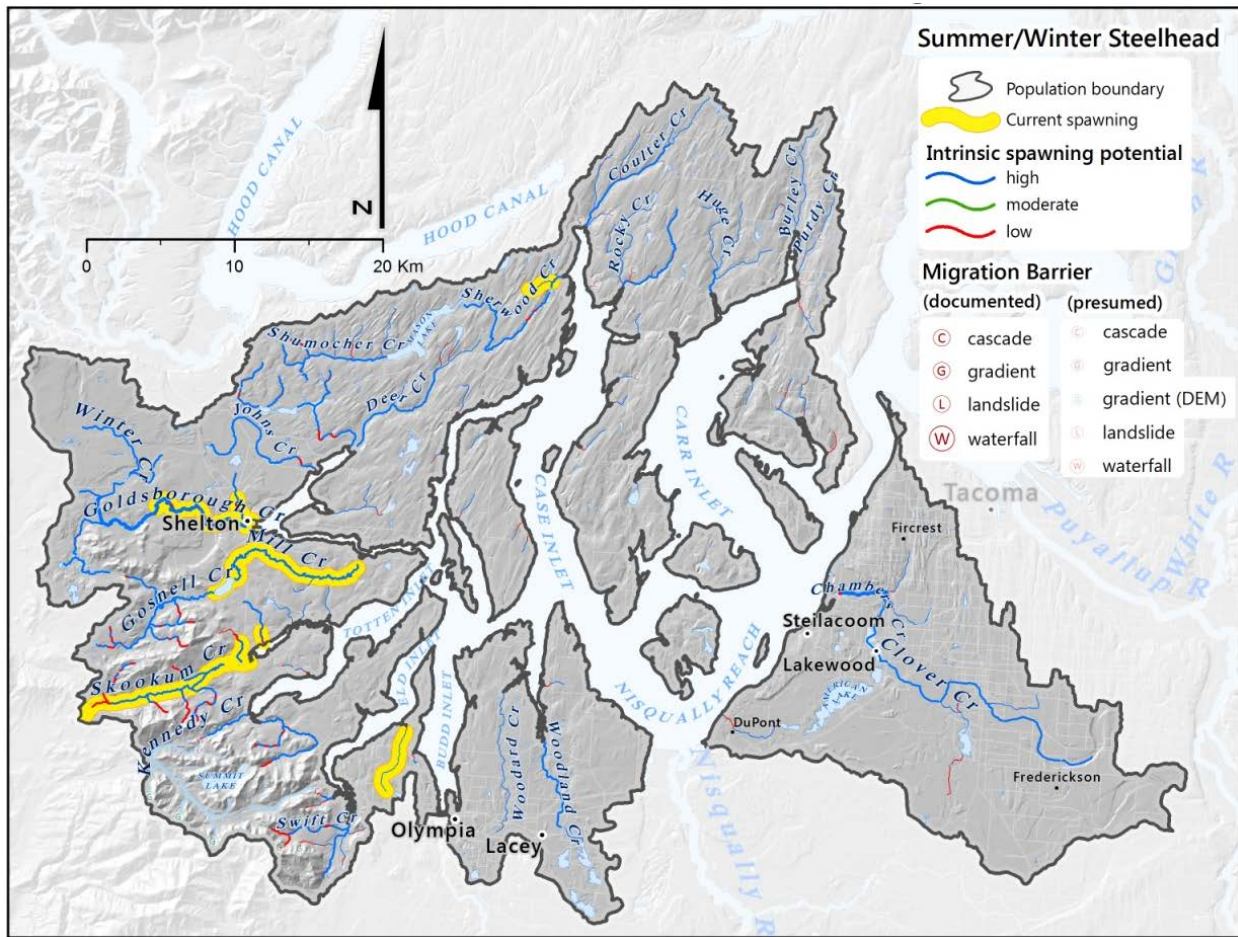 Summer/Winter Steelhead
Population boundary
Current spawning
Intrinsic spawning potential
high
moderate
low
Migration Barrier
(documented)
(presumed)
C cascade
G gradient
L landslide
W waterfall
cascade
gradient
gradient (DEM)
landslide
waterfall
HOOD CANAL
HOOD CANAL
N
0 10 20 Km
Coulter Cr
Rocky Cr
Huge Cr
Burley Cr
Purdy Cr
Sherwood Cr
MASON LAKE
Shumocher Cr
Deer Cr
Johns Cr
Winter Cr
Goldsborough Cr
Shelton
Mill Cr
Gosnell Cr
Skookum Cr
Kennedy Cr
SUMMIT LAKE
Swift Cr
TOTTEN INLET
ELD INLET
BUDD INLET
CASE INLET
CARR INLET
NISQUALLY REACH
Olympia
Lacey
Woodard Cr
Woodland Cr
Nisqually R
Tacoma
Fircrest
Chambers Cr
Steilacoom
Lakewood
Clover Cr
AMERICAN LAKE
DuPont
Frederickson
Puyallup R
White R